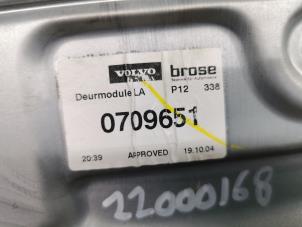 VOLVO brose
Deurmodule LA P12 338
0709651
20:39 APPROVED 19.10.04
22000168